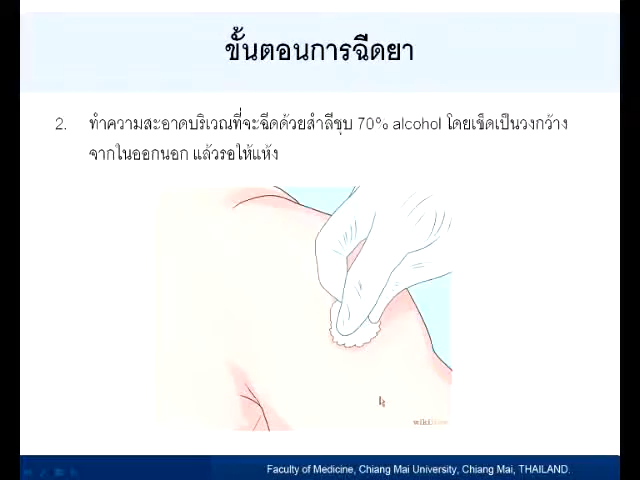 ขั้นตอนการฉีดยา
2. ทำความสะอาดบริเวณที่จะฉีดด้วยสำลีชุบ 70% alcohol โดยเช็ดเป็นวงกว้าง
จากในออกนอก แล้วรอให้แห้ง
wikiHow
Faculty of Medicine, Chiang Mai University, Chiang Mai, THAILAND.